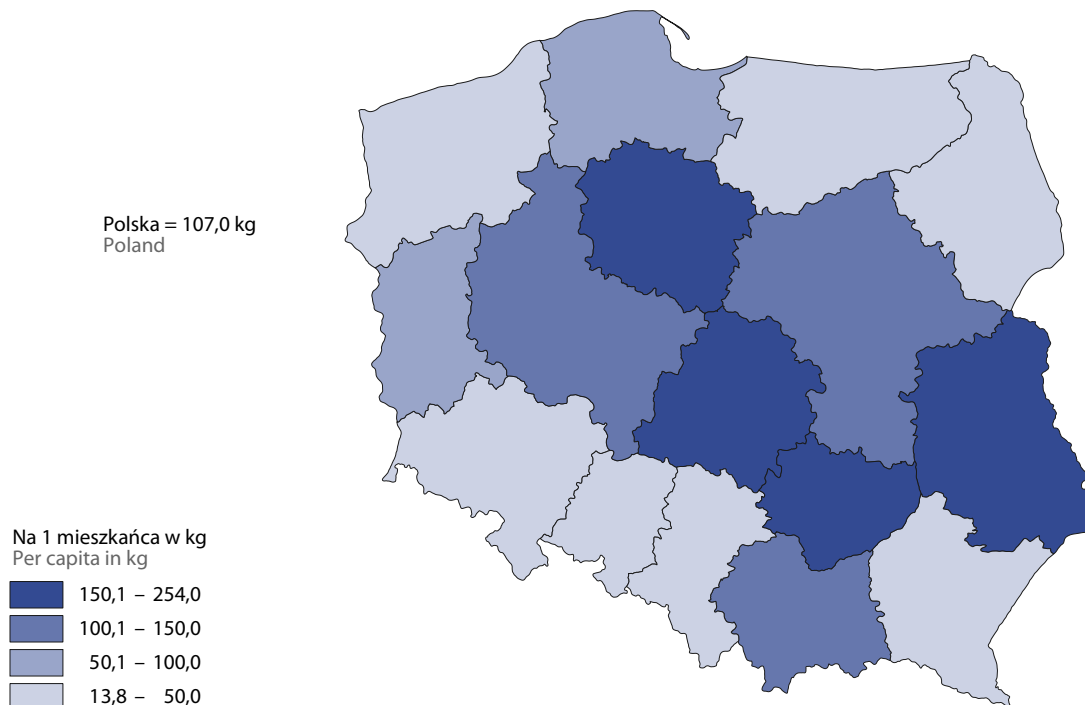 Polska = 107,0 kg
Poland
Na 1 mieszkańca w kg
Per capita in kg
150,1 – 254,0
100,1 – 150,0
50,1 – 100,0
13,8 – 50,0